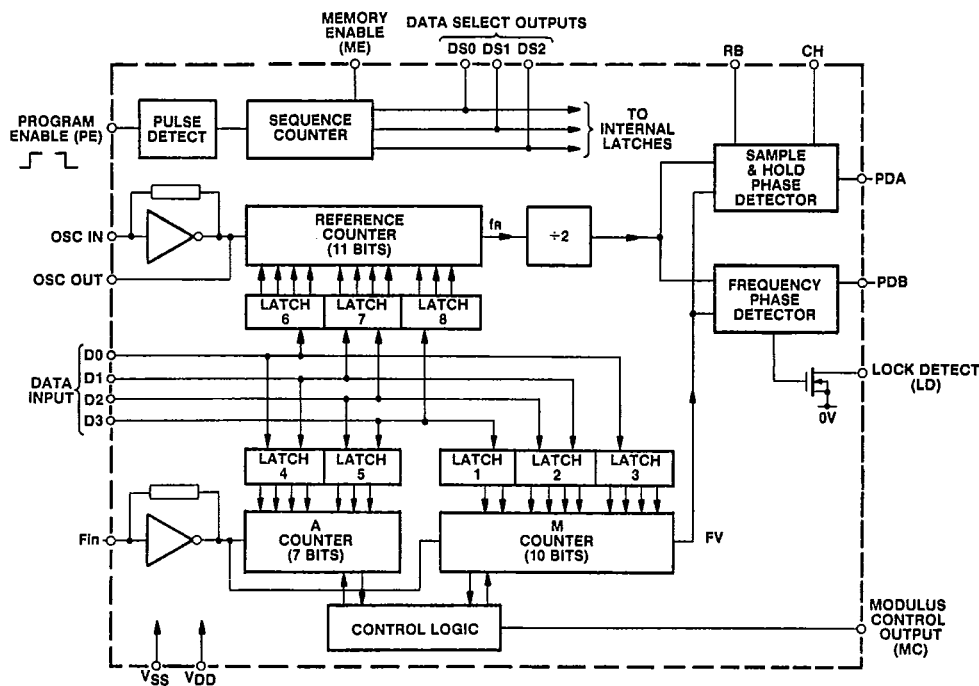 MEMORY
ENABLE
(ME)
DATA SELECT OUTPUTS
DS0 DS1 DS2
RB
CH
PROGRAM
ENABLE (PE)
PULSE
DETECT
SEQUENCE
COUNTER
TO
INTERNAL
LATCHES
SAMPLE
& HOLD
PHASE
DETECTOR
PDA
OSC IN
OSC OUT
REFERENCE
COUNTER
(11 BITS)
fR
÷2
LATCH
6
LATCH
7
LATCH
8
FREQUENCY
PHASE
DETECTOR
PDB
LOCK DETECT
(LD)
0V
DATA
INPUT
D0
D1
D2
D3
LATCH
4
LATCH
5
LATCH
1
LATCH
2
LATCH
3
Fin
A
COUNTER
(7 BITS)
M
COUNTER
(10 BITS)
FV
CONTROL LOGIC
MODULUS
CONTROL
OUTPUT
(MC)
VSS
VDD